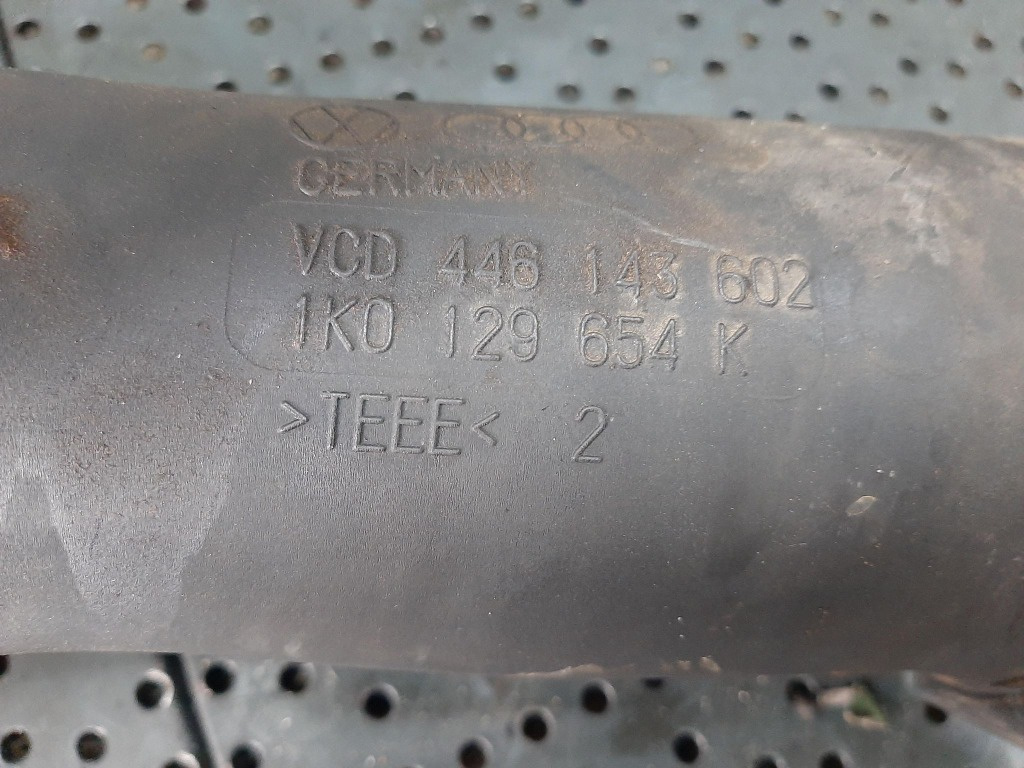 GERMANY
VCD 446 143 602
1K0 129 654 K
>TEEE< 2